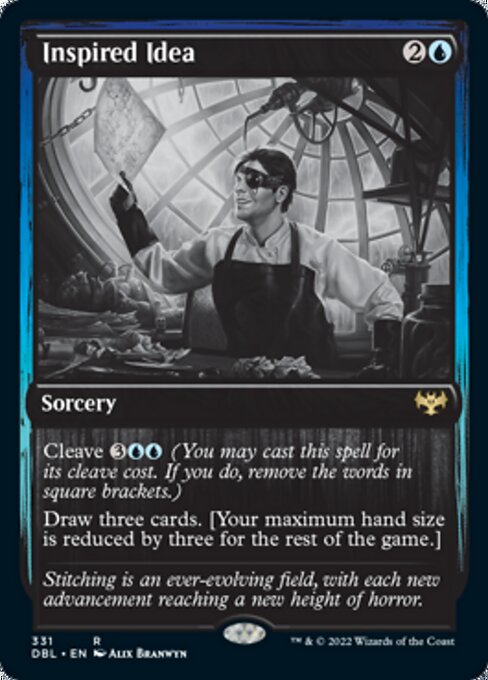 Inspired Idea 2
Sorcery
Cleave 3 (You may cast this spell for
its cleave cost. If you do, remove the words in
square brackets.)
Draw three cards. [Your maximum hand size
is reduced by three for the rest of the game.]
Stitching is an ever-evolving field, with each new
advancement reaching a new height of horror.
331 R
DBL • EN Alix Branwyn
™ & © 2022 Wizards of the Coast